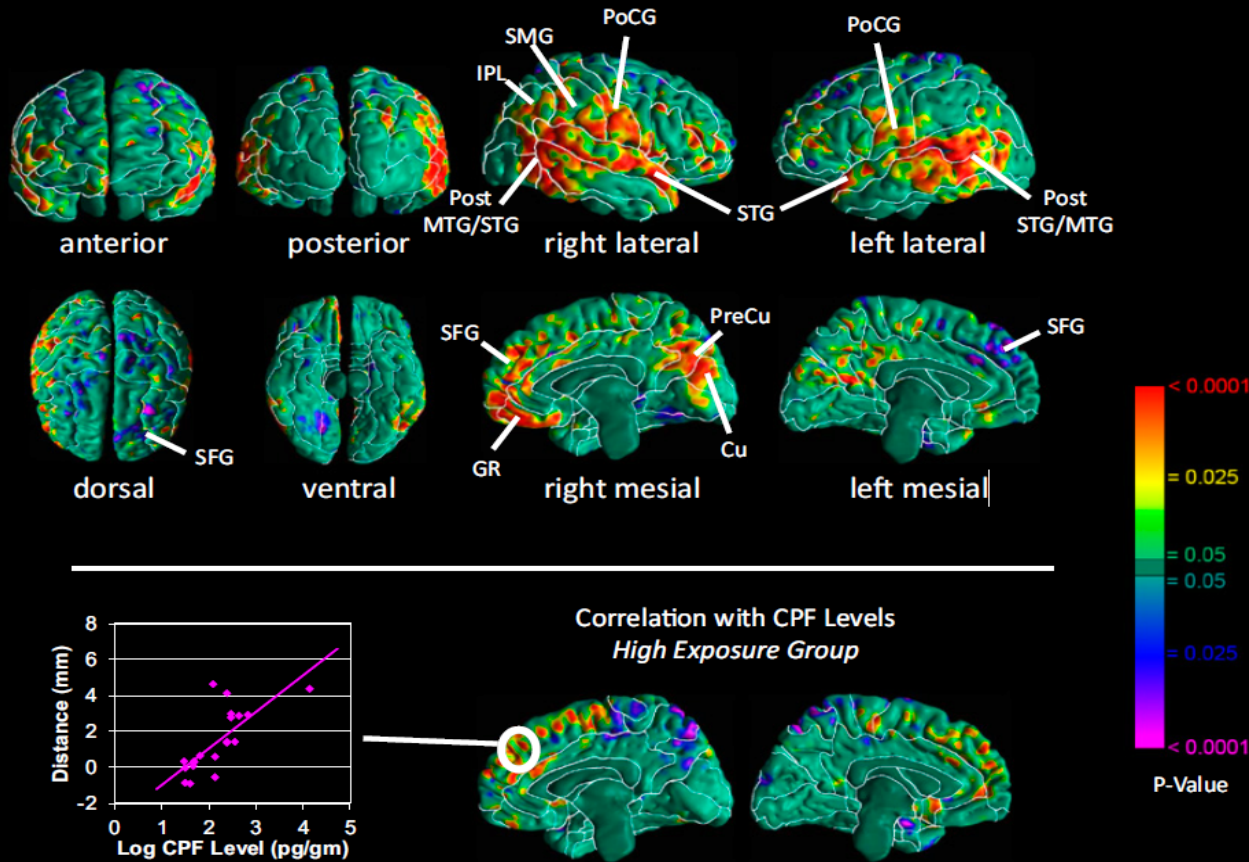 PoCG
SMG
IPL
Post
MTG/STG
STG
PoCG
Post
STG/MTG
anterior
posterior
right lateral
left lateral
SFG
SFG
PreCu
GR
Cu
SFG
dorsal
ventral
right mesial
left mesial
< 0.0001
= 0.025
= 0.05
= 0.05
= 0.025
< 0.0001
P-Value
Correlation with CPF Levels
High Exposure Group
Distance (mm)
8
6
4
2
0
-2
0 1 2 3 4 5
Log CPF Level (pg/gm)